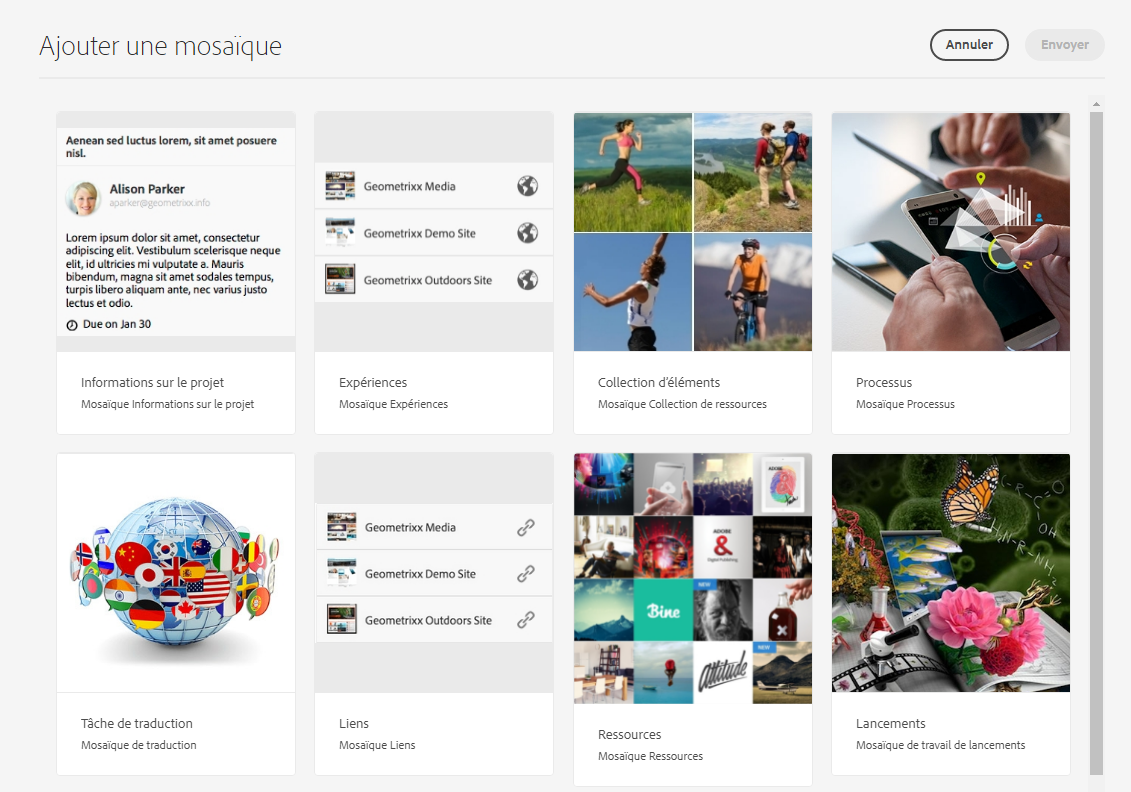 Ajouter une mosaïque
Annuler
Envoyer
Aenean sed luctus lorem, sit amet posuere
nisl.
Alison Parker
aparker@geometrixx.info
Lorem ipsum dolor sit amet, consectetur
adipiscing elit. Vestibulum scelerisque neque
elit, id ultricies mi vulputate a. Mauris
bibendum, magna sit amet sodales tempus,
turpis libero aliquam ante, nec varius justo
lectus et odio.
Due on Jan 30
Informations sur le projet
Mosaïque Informations sur le projet
Geometrixx Media
Geometrixx Demo Site
Geometrixx Outdoors Site
Expériences
Mosaïque Expériences
Collection d'éléments
Mosaïque Collection de ressources
Processus
Mosaïque Processus
Tâche de traduction
Mosaïque de traduction
Geometrixx Media
Geometrixx Demo Site
Geometrixx Outdoors Site
Liens
Mosaïque Liens
ADOBE
ADOBE
&
Digital Publishing
NEW
Bine
Attitude
NEW
Ressources
Mosaïque Ressources
Lancements
Mosaïque de travail de lancements